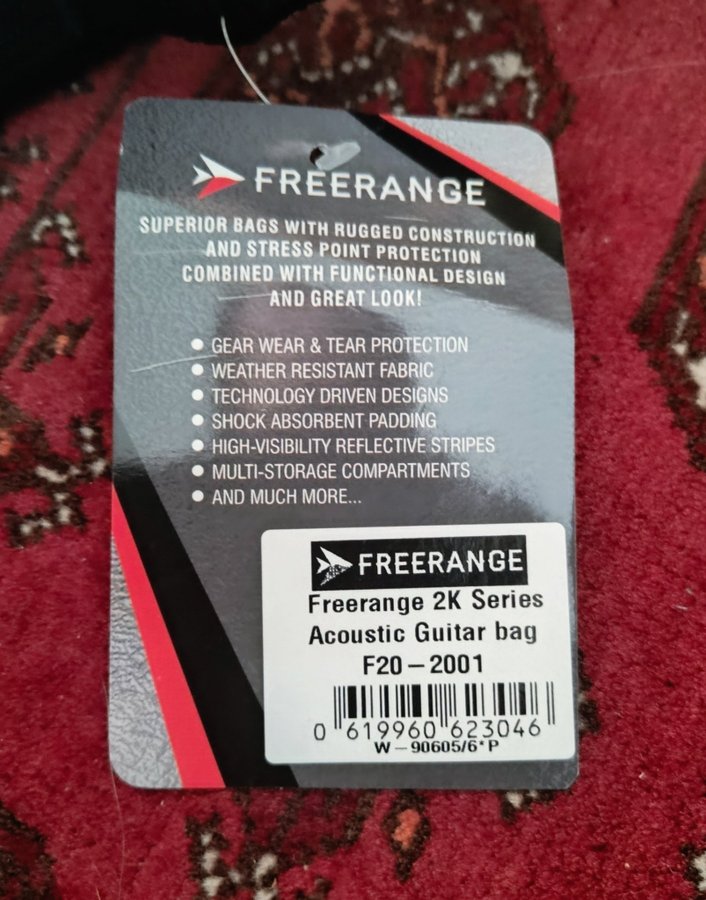 FREERANGE
SUPERIOR BAGS WITH RUGGED CONSTRUCTION
AND STRESS POINT PROTECTION
COMBINED WITH FUNCTIONAL DESIGN
AND GREAT LOOK!
● GEAR WEAR & TEAR PROTECTION
● WEATHER RESISTANT FABRIC
● TECHNOLOGY DRIVEN DESIGNS
● SHOCK ABSORBENT PADDING
● HIGH-VISIBILITY REFLECTIVE STRIPES
● MULTI-STORAGE COMPARTMENTS
● AND MUCH MORE...
FREERANGE
Freerange 2K Series
Acoustic Guitar bag
F20-2001
0 619960 623046
W-90605/6*P